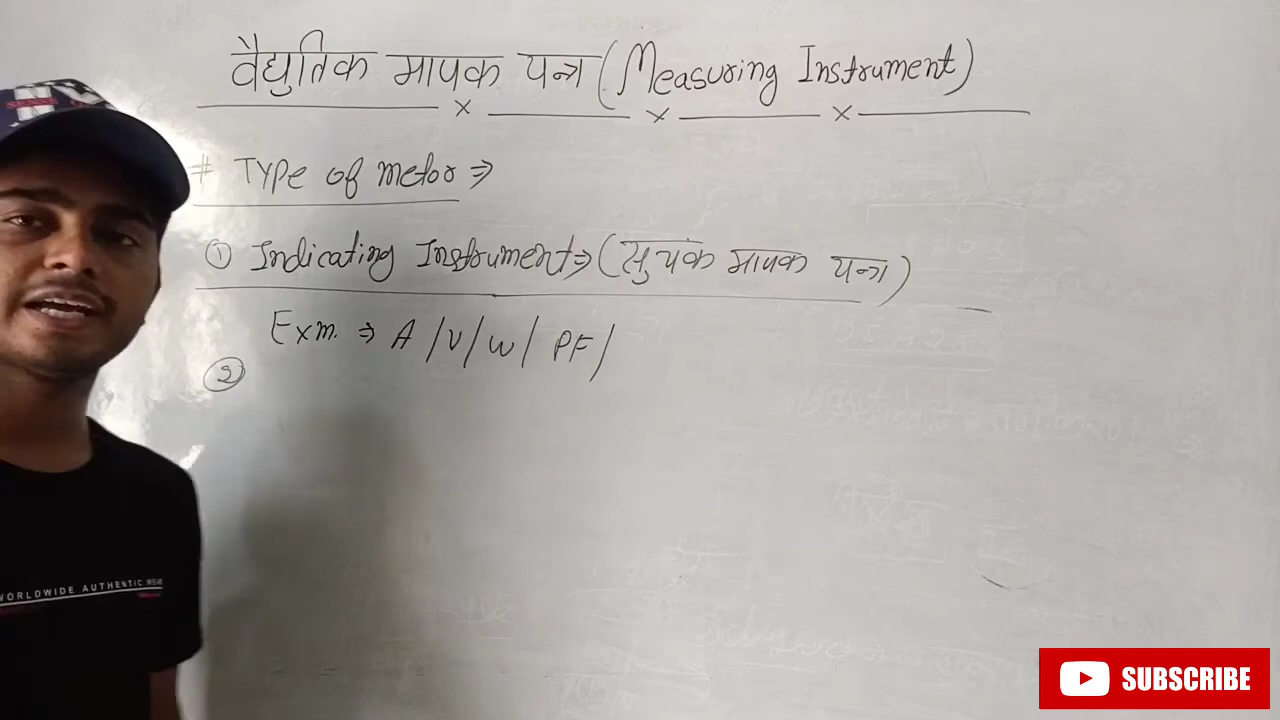 वैद्युतिक मापक यन्त्र (Measuring Instrument)
# Type of metor ⇒
① Indicating Instrument ⇒ (सुचक मापक यन्त्र)
Exm. ⇒ A / V / W / PF /
②
WORLDWIDE AUTHENTIC WEAR
SUBSCRIBE